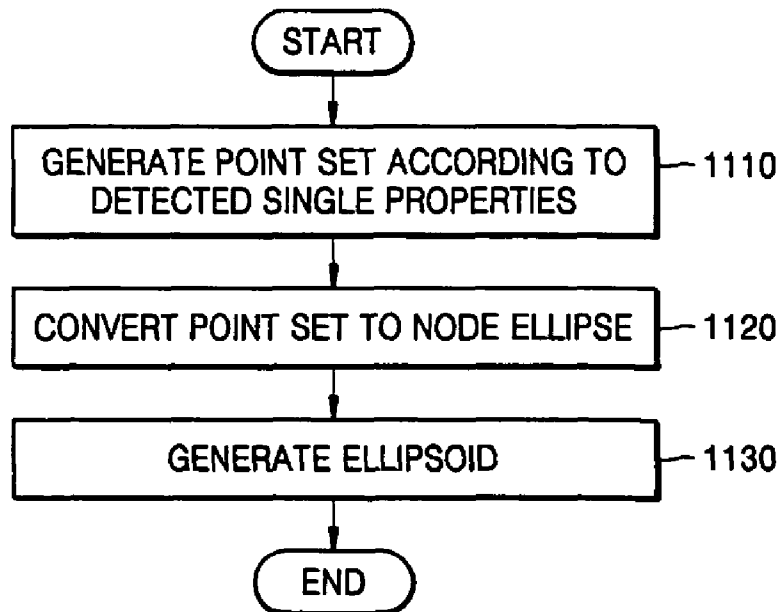 START
GENERATE POINT SET ACCORDING TO
DETECTED SINGLE PROPERTIES
1110
CONVERT POINT SET TO NODE ELLIPSE
1120
GENERATE ELLIPSOID
1130
END